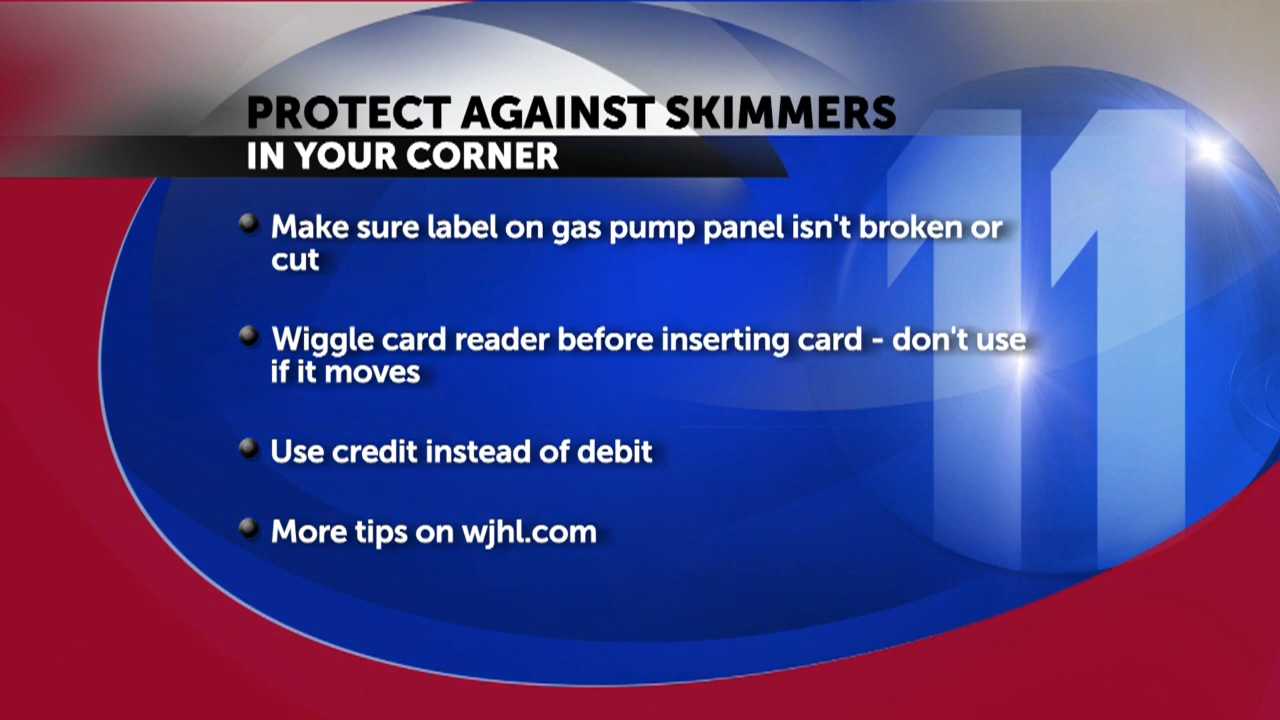 PROTECT AGAINST SKIMMERS
IN YOUR CORNER
Make sure label on gas pump panel isn't broken or
cut
Wiggle card reader before inserting card - don't use
if it moves
Use credit instead of debit
More tips on wjhl.com
11